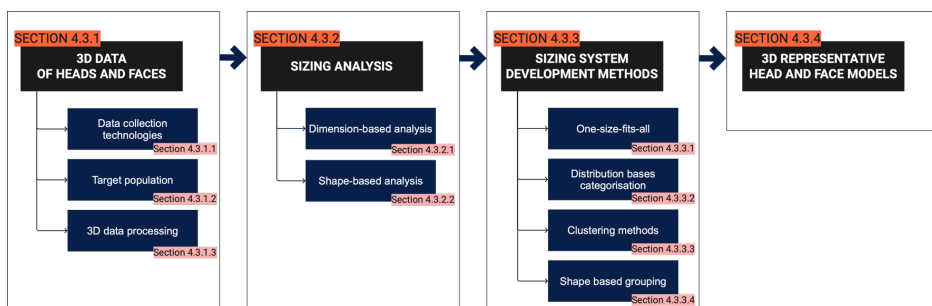 SECTION 4.3.1
3D DATA
OF HEADS AND FACES
Data collection
technologies
Section 4.3.1.1
Target population
Section 4.3.1.2
3D data processing
Section 4.3.1.3
SECTION 4.3.2
SIZING ANALYSIS
Dimension-based analysis
Section 4.3.2.1
Shape-based analysis
Section 4.3.2.2
SECTION 4.3.3
SIZING SYSTEM
DEVELOPMENT METHODS
One-size-fits-all
Section 4.3.3.1
Distribution bases
categorisation
Section 4.3.3.2
Clustering methods
Section 4.3.3.3
Shape based grouping
Section 4.3.3.4
SECTION 4.3.4
3D REPRESENTATIVE
HEAD AND FACE MODELS